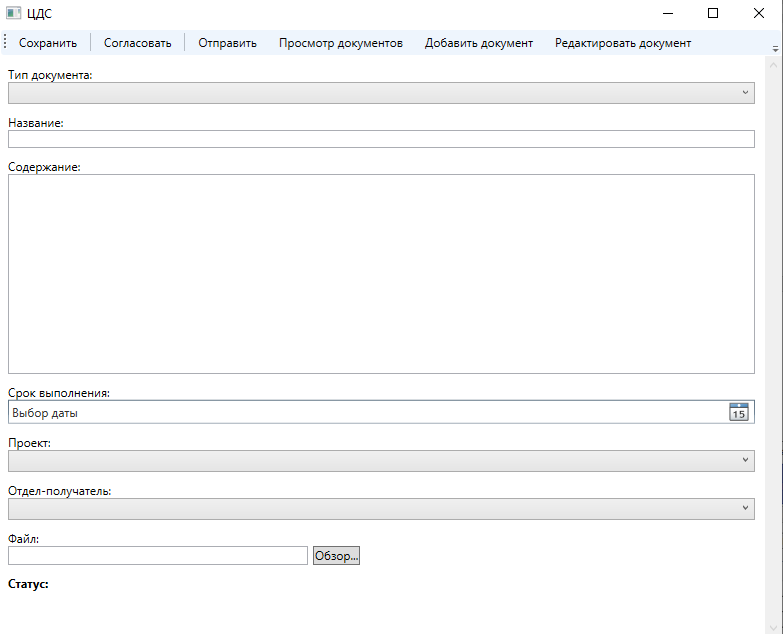 ЦДС
Сохранить Согласовать Отправить Просмотр документов Добавить документ Редактировать документ
Тип документа:
Название:
Содержание:
Срок выполнения:
Выбор даты 15
Проект:
Отдел-получатель:
Файл:
Обзор...
Статус: